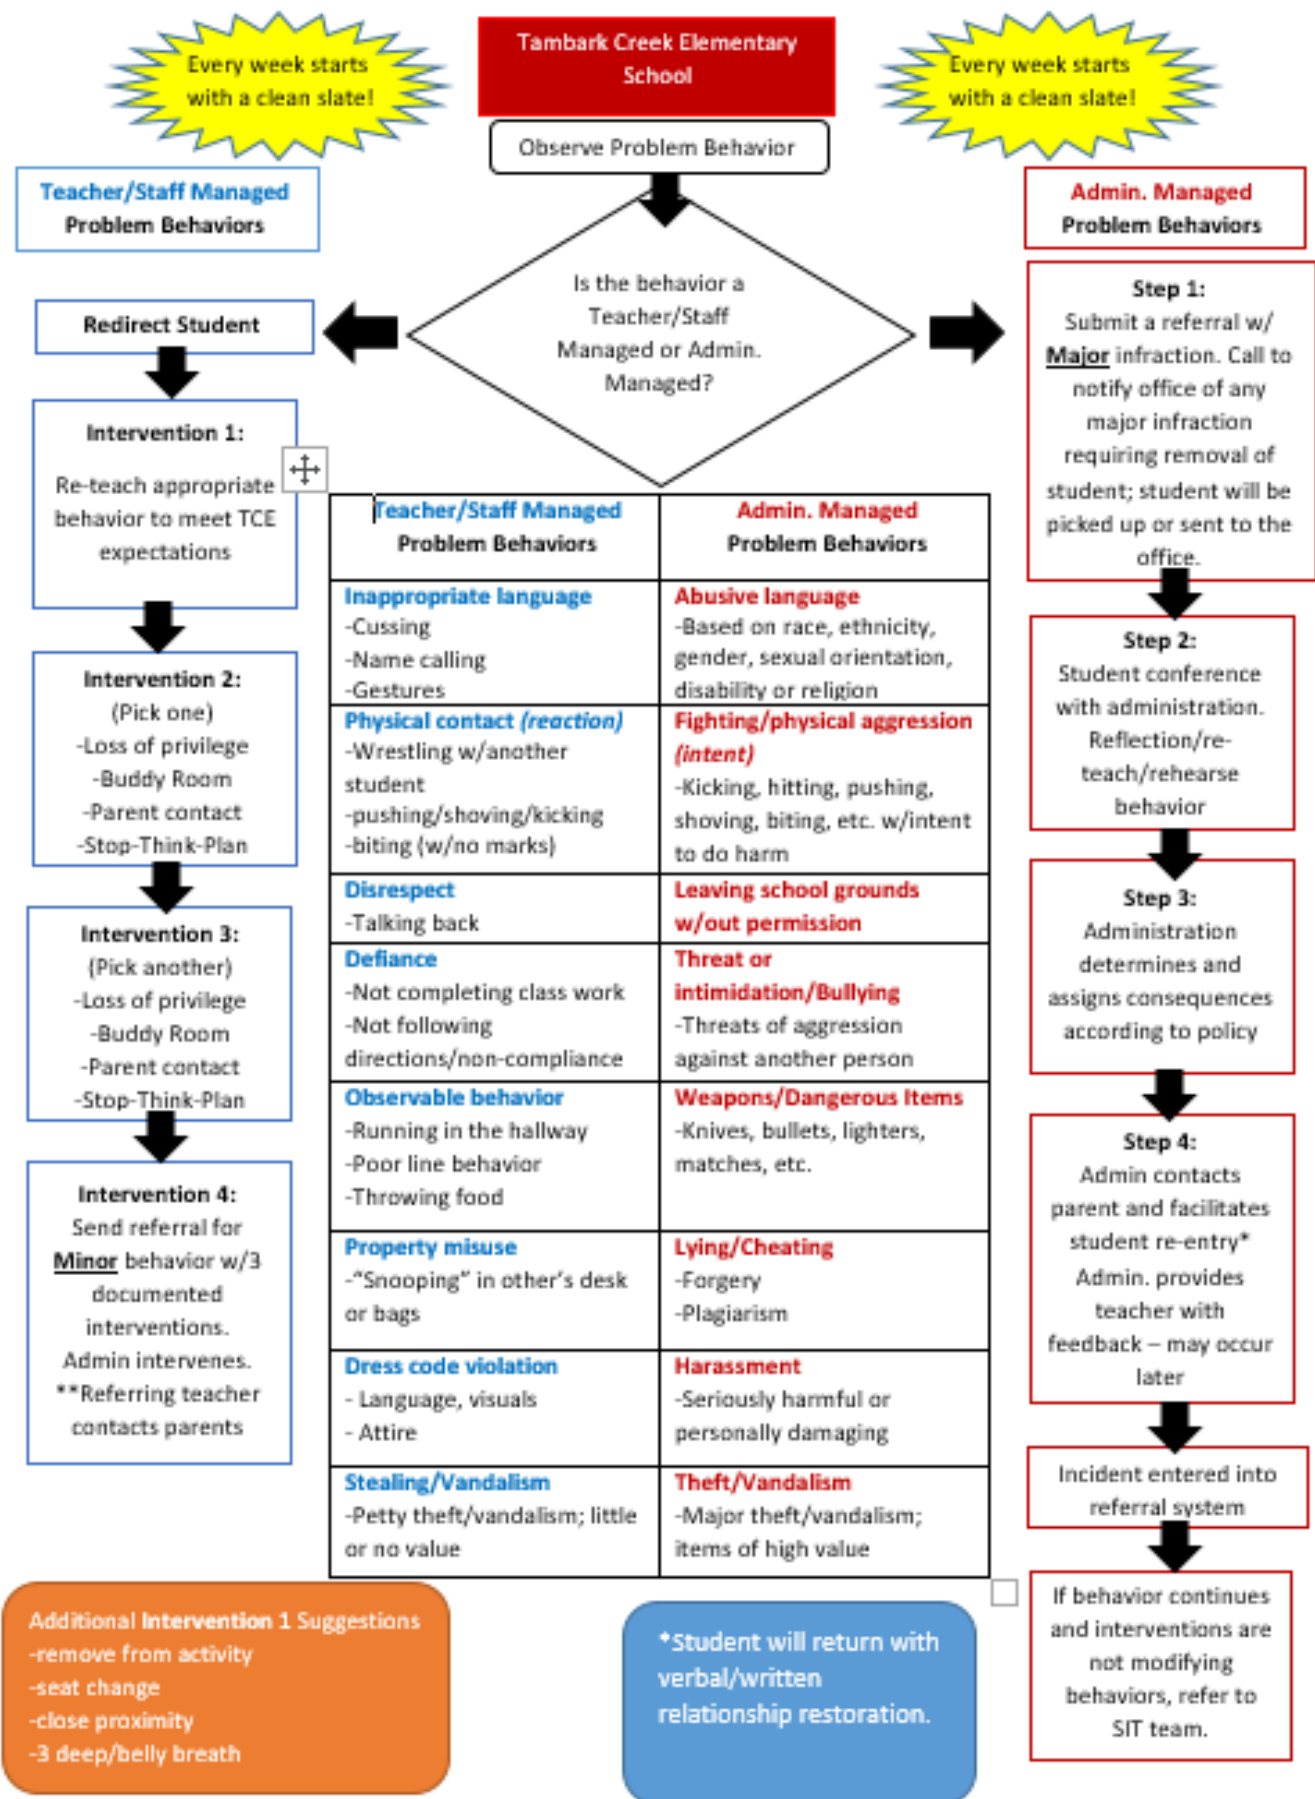 Every week starts
with a clean slate!
Tambark Creek Elementary
School
Every week starts
with a clean slate!
Observe Problem Behavior
Teacher/Staff Managed
Problem Behaviors
Admin. Managed
Problem Behaviors
Is the behavior a
Teacher/Staff
Managed or Admin.
Managed?
Redirect Student
Intervention 1:
Re-teach appropriate
behavior to meet TCE
expectations
Intervention 2:
(Pick one)
-Loss of privilege
-Buddy Room
-Parent contact
-Stop-Think-Plan
Intervention 3:
(Pick another)
-Loss of privilege
-Buddy Room
-Parent contact
-Stop-Think-Plan
Intervention 4:
Send referral for
Minor behavior w/3
documented
interventions.
Admin intervenes.
**Referring teacher
contacts parents
Teacher/Staff Managed
Problem Behaviors
Admin. Managed
Problem Behaviors
Inappropriate language
-Cussing
-Name calling
-Gestures
Abusive language
-Based on race, ethnicity,
gender, sexual orientation,
disability or religion
Physical contact (reaction)
-Wrestling w/another
student
-pushing/shoving/kicking
-biting (w/no marks)
Fighting/physical aggression
(intent)
-Kicking, hitting, pushing,
shoving, biting, etc. w/intent
to do harm
Disrespect
-Talking back
Leaving school grounds
w/out permission
Defiance
-Not completing class work
-Not following
directions/non-compliance
Threat or
intimidation/Bullying
-Threats of aggression
against another person
Observable behavior
-Running in the hallway
-Poor line behavior
-Throwing food
Weapons/Dangerous Items
-Knives, bullets, lighters,
matches, etc.
Property misuse
-"Snooping" in other's desk
or bags
Lying/Cheating
-Forgery
-Plagiarism
Dress code violation
- Language, visuals
- Attire
Harassment
-Seriously harmful or
personally damaging
Stealing/Vandalism
-Petty theft/vandalism; little
or no value
Theft/Vandalism
-Major theft/vandalism;
items of high value
Step 1:
Submit a referral w/
Major infraction. Call to
notify office of any
major infraction
requiring removal of
student; student will be
picked up or sent to the
office.
Step 2:
Student conference
with administration.
Reflection/re-
teach/rehearse
behavior
Step 3:
Administration
determines and
assigns consequences
according to policy
Step 4:
Admin contacts
parent and facilitates
student re-entry*
Admin. provides
teacher with
feedback – may occur
later
Incident entered into
referral system
If behavior continues
and interventions are
not modifying
behaviors, refer to
SIT team.
Additional Intervention 1 Suggestions
-remove from activity
-seat change
-close proximity
-3 deep/belly breath
*Student will return with
verbal/written
relationship restoration.